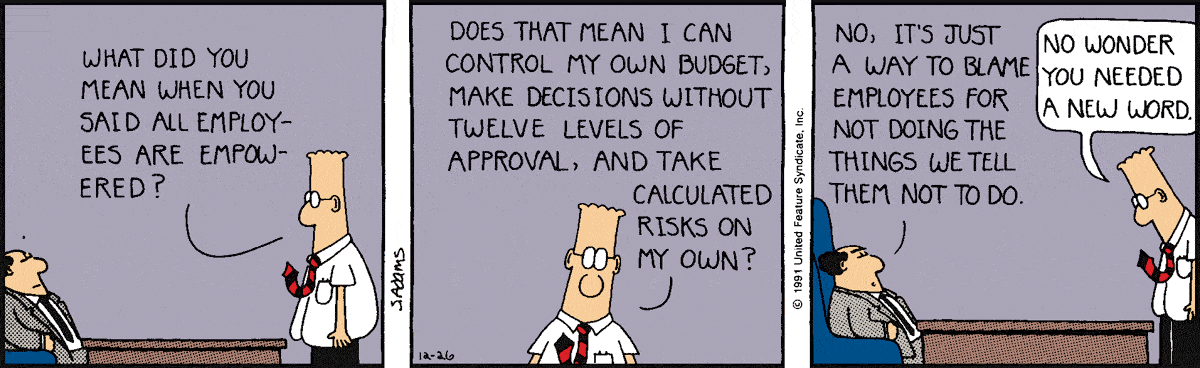 WHAT DID YOU
MEAN WHEN YOU
SAID ALL EMPLOY-
EES ARE EMPOW-
ERED?
S.ADAMS
DOES THAT MEAN I CAN
CONTROL MY OWN BUDGET,
MAKE DECISIONS WITHOUT
TWELVE LEVELS OF
APPROVAL, AND TAKE
CALCULATED
RISKS ON
MY OWN?
12-26
© 1991 United Feature Syndicate, Inc.
NO, IT'S JUST
A WAY TO BLAME
EMPLOYEES FOR
NOT DOING THE
THINGS WE TELL
THEM NOT TO DO.
NO WONDER
YOU NEEDED
A NEW WORD.